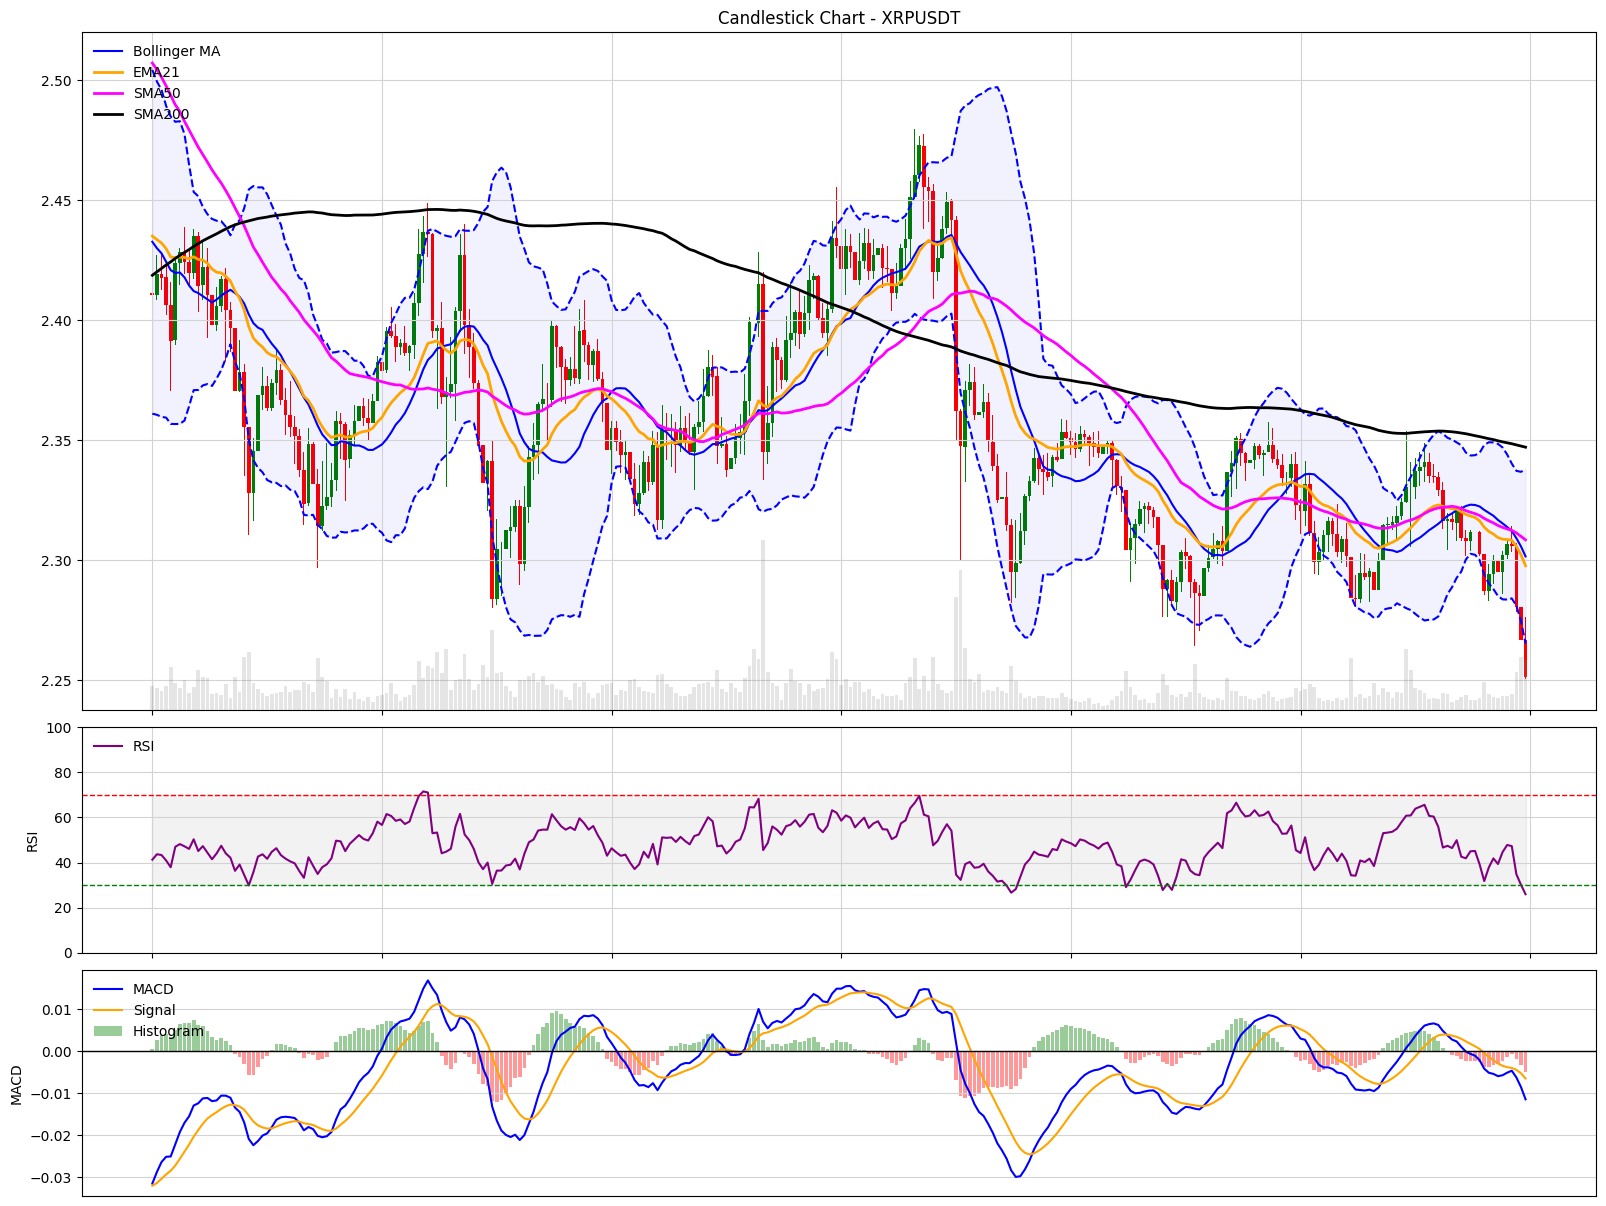 Candlestick Chart - XRPUSDT
Bollinger MA
EMA21
SMA50
SMA200
2.50
2.45
2.40
2.35
2.30
2.25
RSI
RSI
100
80
60
40
20
0
MACD
Signal
Histogram
MACD
0.01
0.00
−0.01
−0.02
−0.03